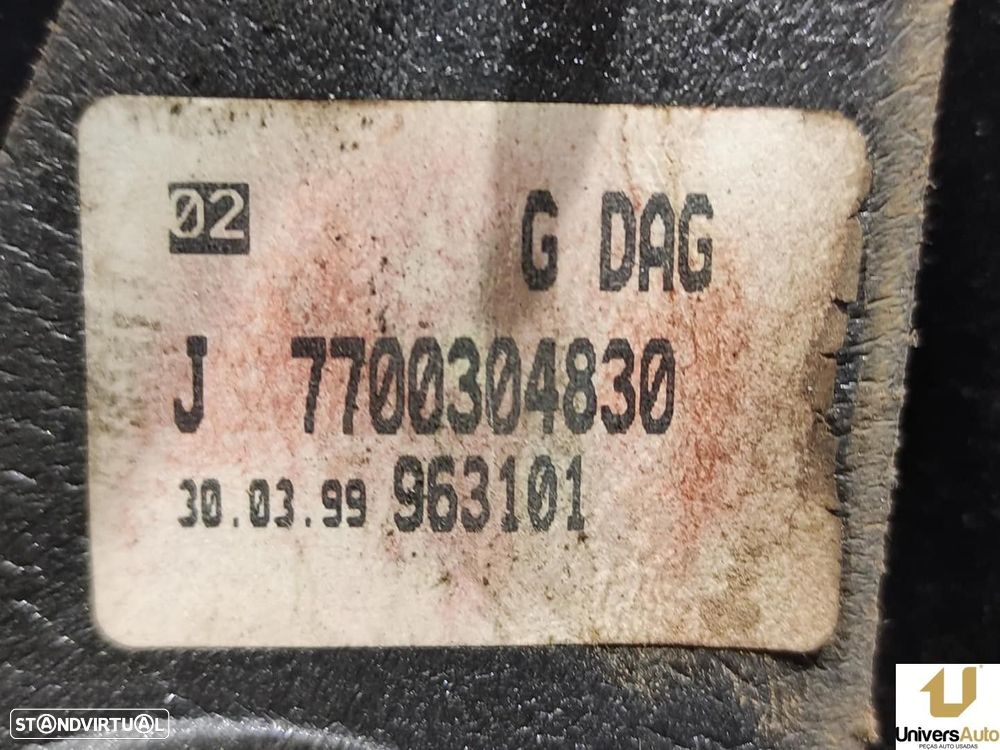 02 G DAG
J 7700304830
30.03.99 963101
STANDVIRTUAL
UniversAuto
PEÇAS AUTO USADAS